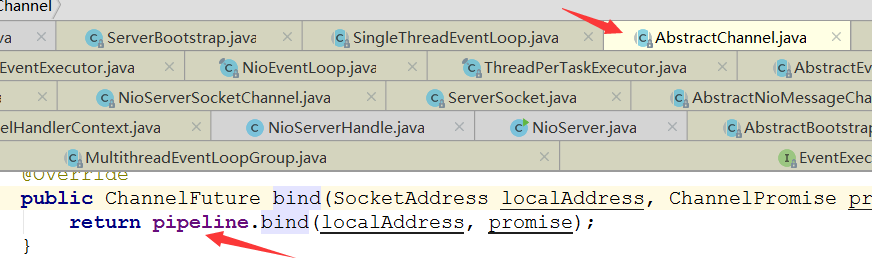 Channel
a ServerBootstrap.java SingleThreadEventLoop.java AbstractChannel.java
EventExecutor.java NioEventLoop.java ThreadPerTaskExecutor.java AbstractEv
NioServerSocketChannel.java ServerSocket.java AbstractNioMessageCha
elHandlerContext.java NioServerHandle.java NioServer.java AbstractBootstrap
MultithreadEventLoopGroup.java EventExec
@Override
public ChannelFuture bind(SocketAddress localAddress, ChannelPromise pr
return pipeline.bind(localAddress, promise);
}